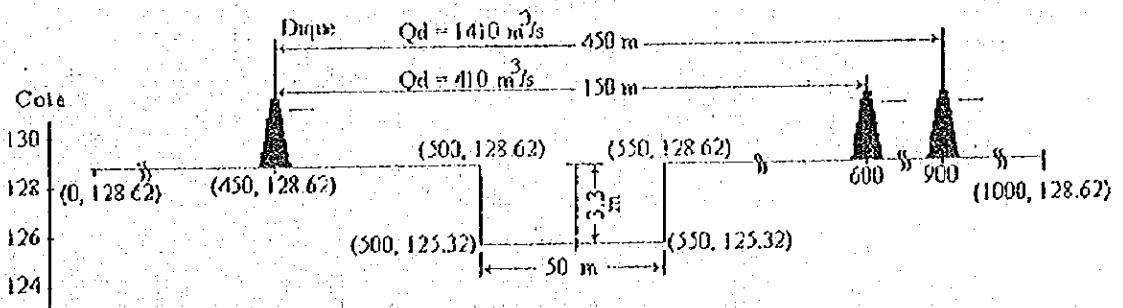 Dique Qd = 1410 m³/s 450 m
Qd = 410 m³/s 150 m
Cota
130
(500, 128.62) (550, 128.62)
128 (0, 128.62) (450, 128.62) 600 900
3.3 m
(1000, 128.62)
126 (500, 125.32) (550, 125.32)
50 m
124